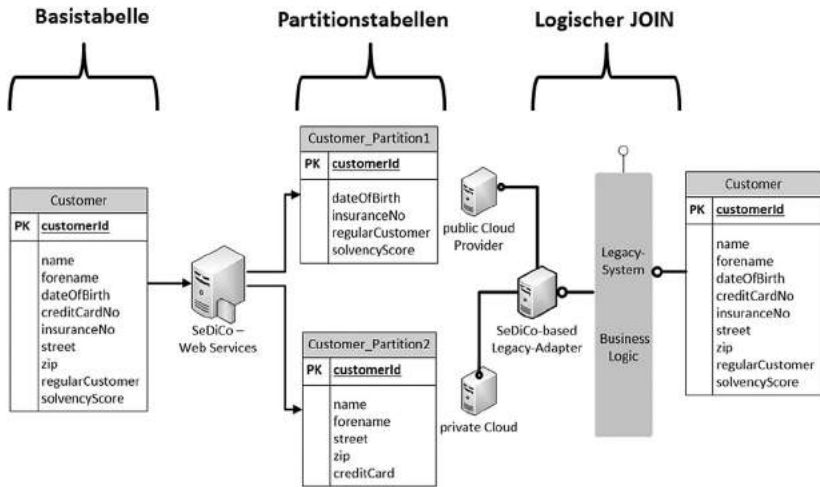 Basistabelle
Partitionstabellen
Logischer JOIN
Customer
PK customerId
name
forename
dateOfBirth
creditCardNo
insuranceNo
street
zip
regularCustomer
solvencyScore
SeDiCo –
Web Services
Customer_Partition1
PK customerId
dateOfBirth
insuranceNo
regularCustomer
solvencyScore
Customer_Partition2
PK customerId
name
forename
street
zip
creditCard
public Cloud
Provider
private Cloud
SeDiCo-based
Legacy-Adapter
Legacy-
System
Business
Logic
Customer
PK customerId
name
forename
dateOfBirth
creditCardNo
insuranceNo
street
zip
regularCustomer
solvencyScore